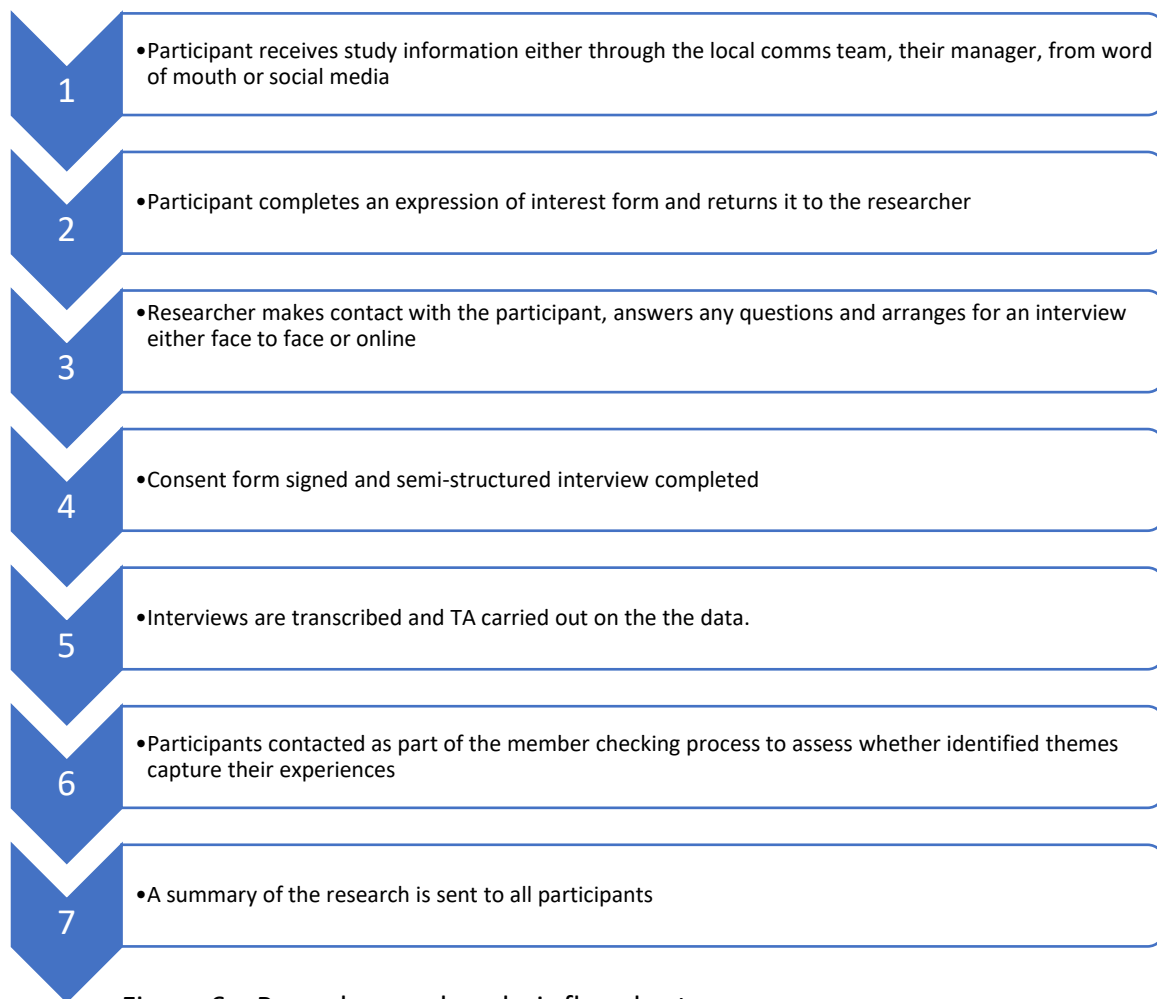 1
•Participant receives study information either through the local comms team, their manager, from word
of mouth or social media
2
•Participant completes an expression of interest form and returns it to the researcher
3
•Researcher makes contact with the participant, answers any questions and arranges for an interview
either face to face or online
4
•Consent form signed and semi-structured interview completed
5
•Interviews are transcribed and TA carried out on the the data.
6
•Participants contacted as part of the member checking process to assess whether identified themes
capture their experiences
7
•A summary of the research is sent to all participants